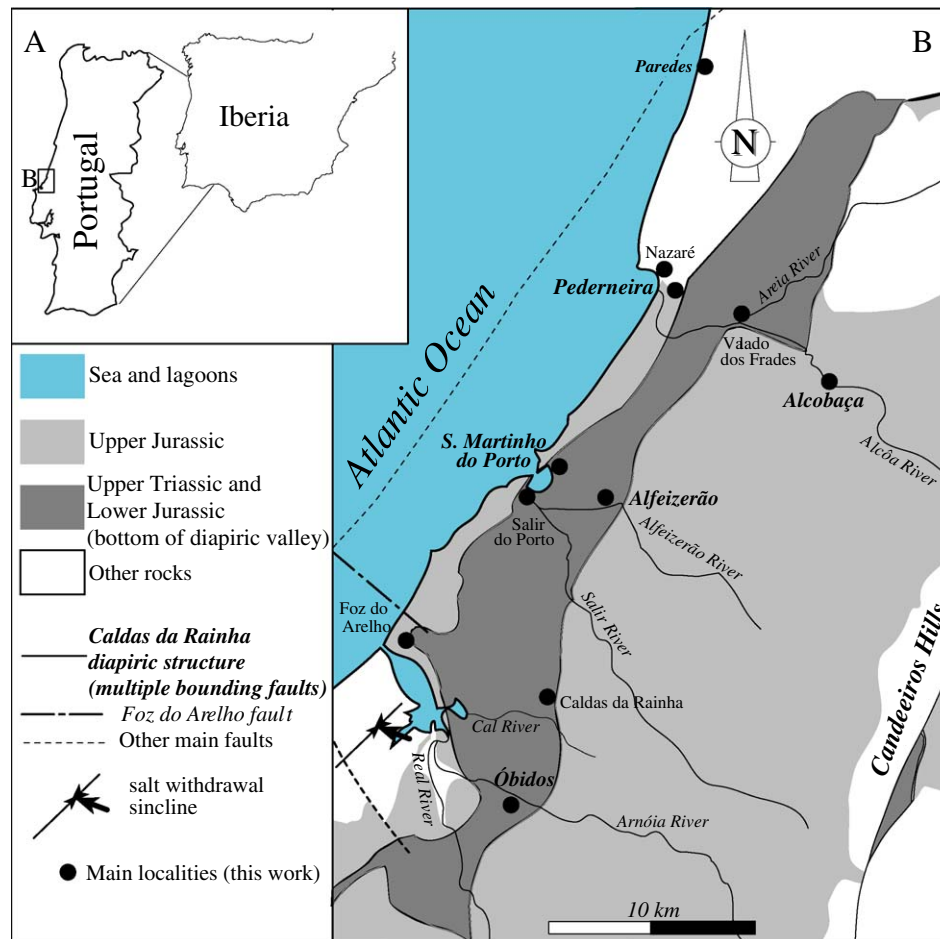 A
Iberia
B
Portugal
B
N
Paredes
Nazaré
Pederneira
Areia River
Valado
dos Frades
Alcobaça
Alcôa River
Atlantic Ocean
S. Martinho
do Porto
Salir
do Porto
Alfeizerão
Alfeizerão River
Salir River
Foz do
Arelho
Caldas da Rainha
Cal River
Real River
Óbidos
Arnóia River
Candeeiros Hills
10 km
Sea and lagoons
Upper Jurassic
Upper Triassic and
Lower Jurassic
(bottom of diapiric valley)
Other rocks
Caldas da Rainha
diapiric structure
(multiple bounding faults)
Foz do Arelho fault
Other main faults
salt withdrawal
sincline
Main localities (this work)